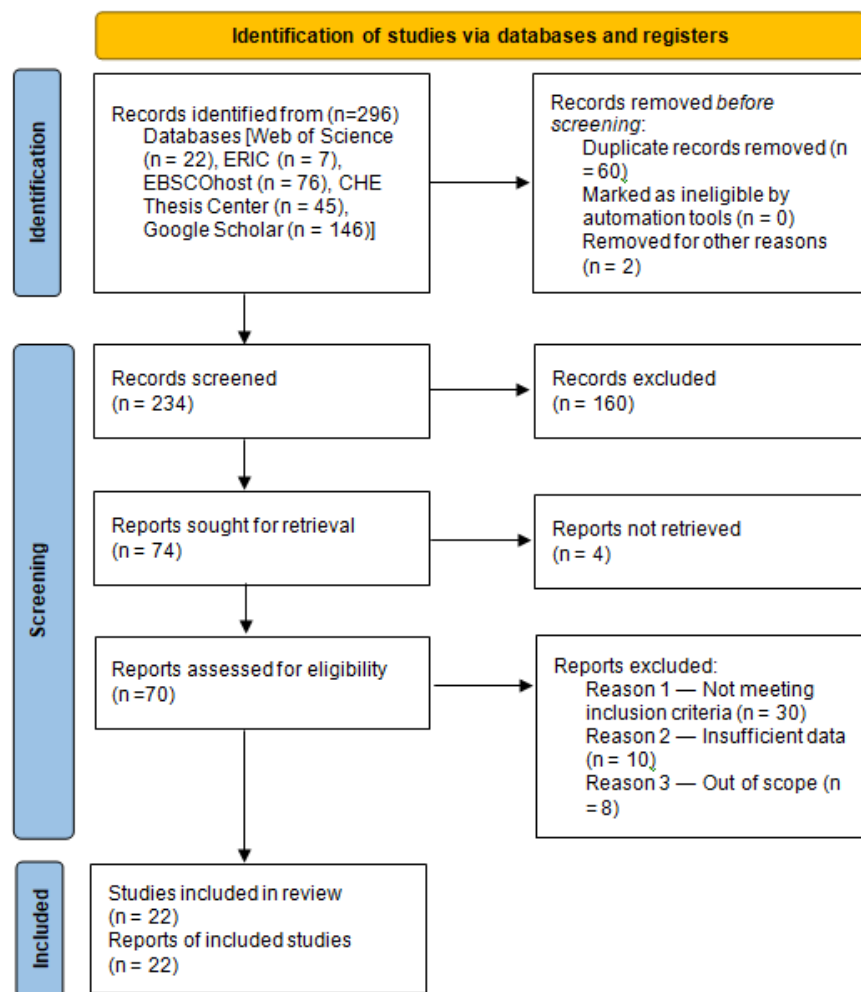 Identification of studies via databases and registers
Identification
Records identified from (n=296)
Databases [Web of Science
(n = 22), ERIC (n = 7),
EBSCOhost (n = 76), CHE
Thesis Center (n = 45),
Google Scholar (n = 146)]
Records removed before
screening:
Duplicate records removed (n
= 60)
Marked as ineligible by
automation tools (n = 0)
Removed for other reasons
(n = 2)
Screening
Records screened
(n = 234)
Records excluded
(n = 160)
Reports sought for retrieval
(n = 74)
Reports not retrieved
(n = 4)
Reports assessed for eligibility
(n =70)
Reports excluded:
Reason 1 — Not meeting
inclusion criteria (n = 30)
Reason 2 — Insufficient data
(n = 10)
Reason 3 — Out of scope (n
= 8)
Included
Studies included in review
(n = 22)
Reports of included studies
(n = 22)